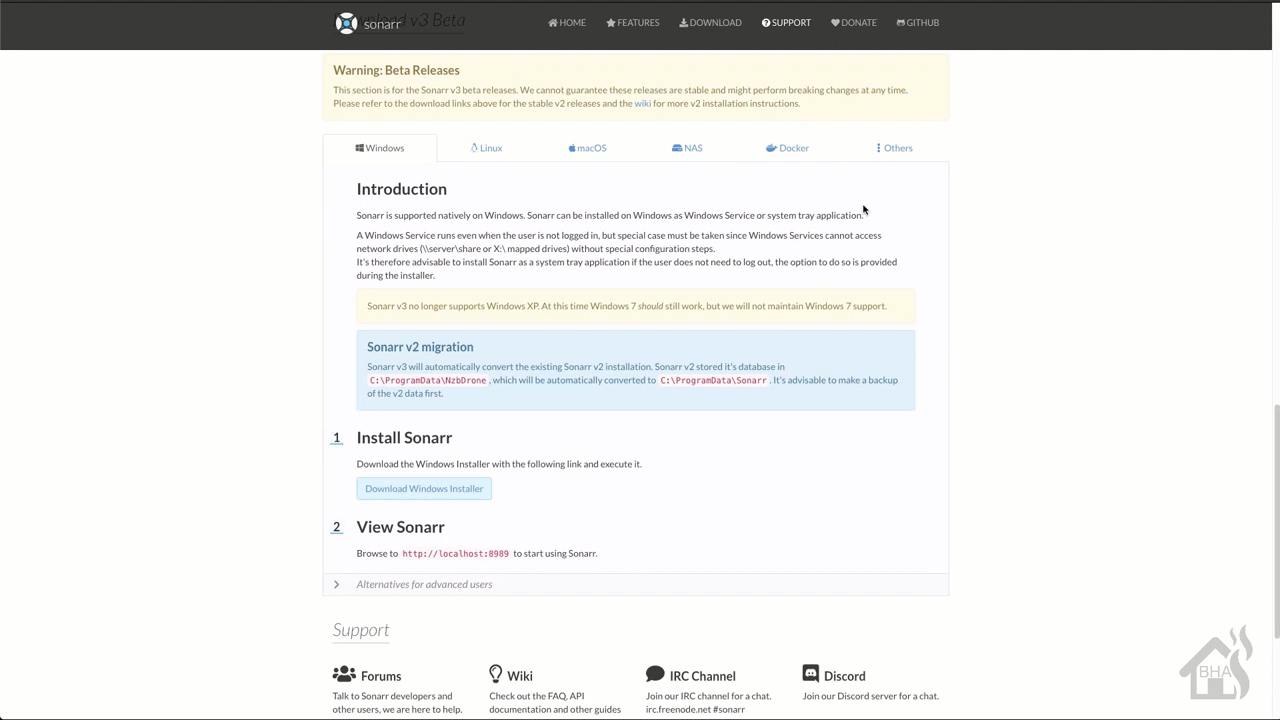 Download v3 Beta
sonarr
HOME
FEATURES
DOWNLOAD
SUPPORT
DONATE
GITHUB
Warning: Beta Releases
This section is for the Sonarr v3 beta releases. We cannot guarantee these releases are stable and might perform breaking changes at any time.
Please refer to the download links above for the stable v2 releases and the wiki for more v2 installation instructions.
Windows
Linux
macOS
NAS
Docker
Others
Introduction
Sonarr is supported natively on Windows. Sonarr can be installed on Windows as Windows Service or system tray application.
A Windows Service runs even when the user is not logged in, but special case must be taken since Windows Services cannot access
network drives (\\server\share or X:\ mapped drives) without special configuration steps.
It's therefore advisable to install Sonarr as a system tray application if the user does not need to log out, the option to do so is provided
during the installer.
Sonarr v3 no longer supports Windows XP. At this time Windows 7 should still work, but we will not maintain Windows 7 support.
Sonarr v2 migration
Sonarr v3 will automatically convert the existing Sonarr v2 installation. Sonarr v2 stored it's database in
C:\ProgramData\NzbDrone , which will be automatically converted to C:\ProgramData\Sonarr . It's advisable to make a backup
of the v2 data first.
1 Install Sonarr
Download the Windows Installer with the following link and execute it.
Download Windows Installer
2 View Sonarr
Browse to http://localhost:8989 to start using Sonarr.
Alternatives for advanced users
Support
Forums
Talk to Sonarr developers and
other users, we are here to help.
Wiki
Check out the FAQ, API
documentation and other guides
IRC Channel
Join our IRC channel for a chat.
irc.freenode.net #sonarr
Discord
Join our Discord server for a chat.
BHA